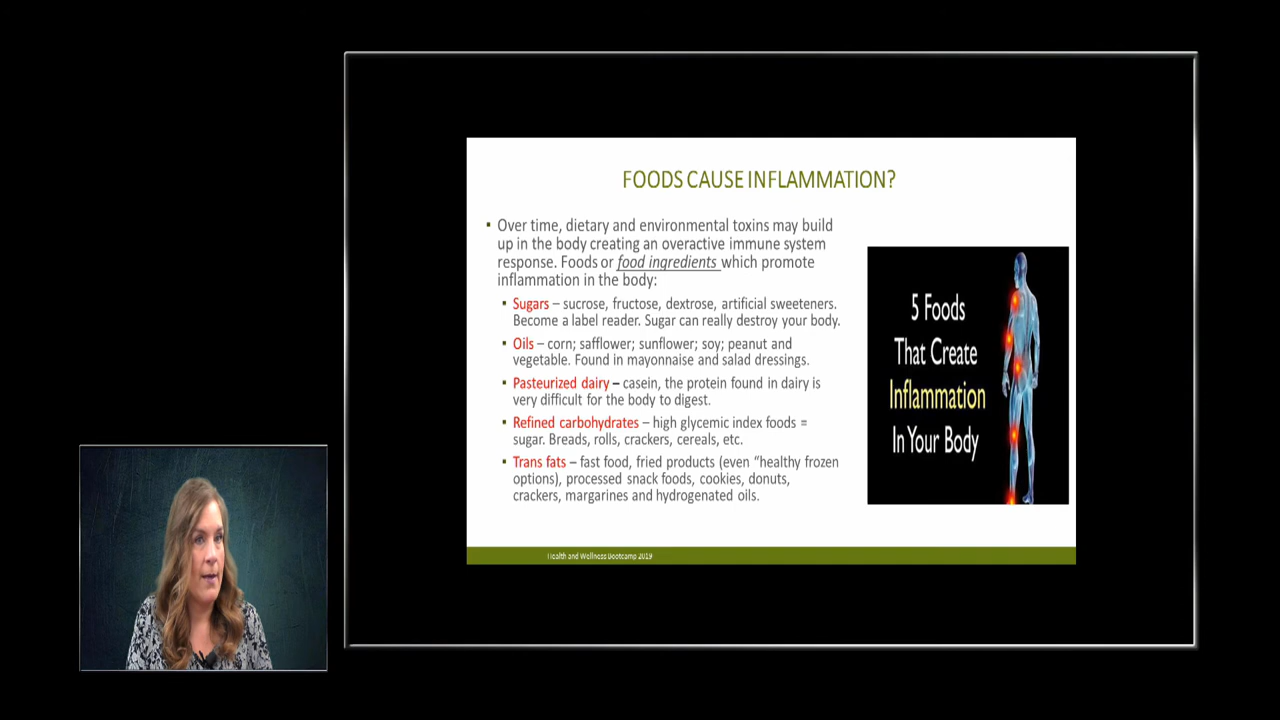 FOODS CAUSE INFLAMMATION?
▪ Over time, dietary and environmental toxins may build
up in the body creating an overactive immune system
response. Foods or food ingredients which promote
inflammation in the body:
▪ Sugars – sucrose, fructose, dextrose, artificial sweeteners.
Become a label reader. Sugar can really destroy your body.
▪ Oils – corn; safflower; sunflower; soy; peanut and
vegetable. Found in mayonnaise and salad dressings.
▪ Pasteurized dairy – casein, the protein found in dairy is
very difficult for the body to digest.
▪ Refined carbohydrates – high glycemic index foods =
sugar. Breads, rolls, crackers, cereals, etc.
▪ Trans fats – fast food, fried products (even “healthy frozen
options), processed snack foods, cookies, donuts,
crackers, margarines and hydrogenated oils.
5 Foods
That Create
Inflammation
In Your Body
Health and Wellness Bootcamp 2019